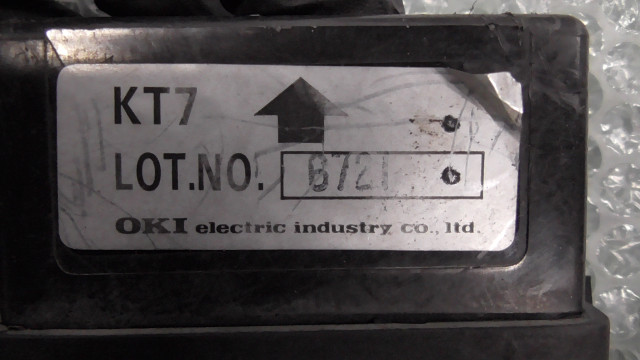 KT7
LOT.NO. 8721
OKI electric industry co., ltd.